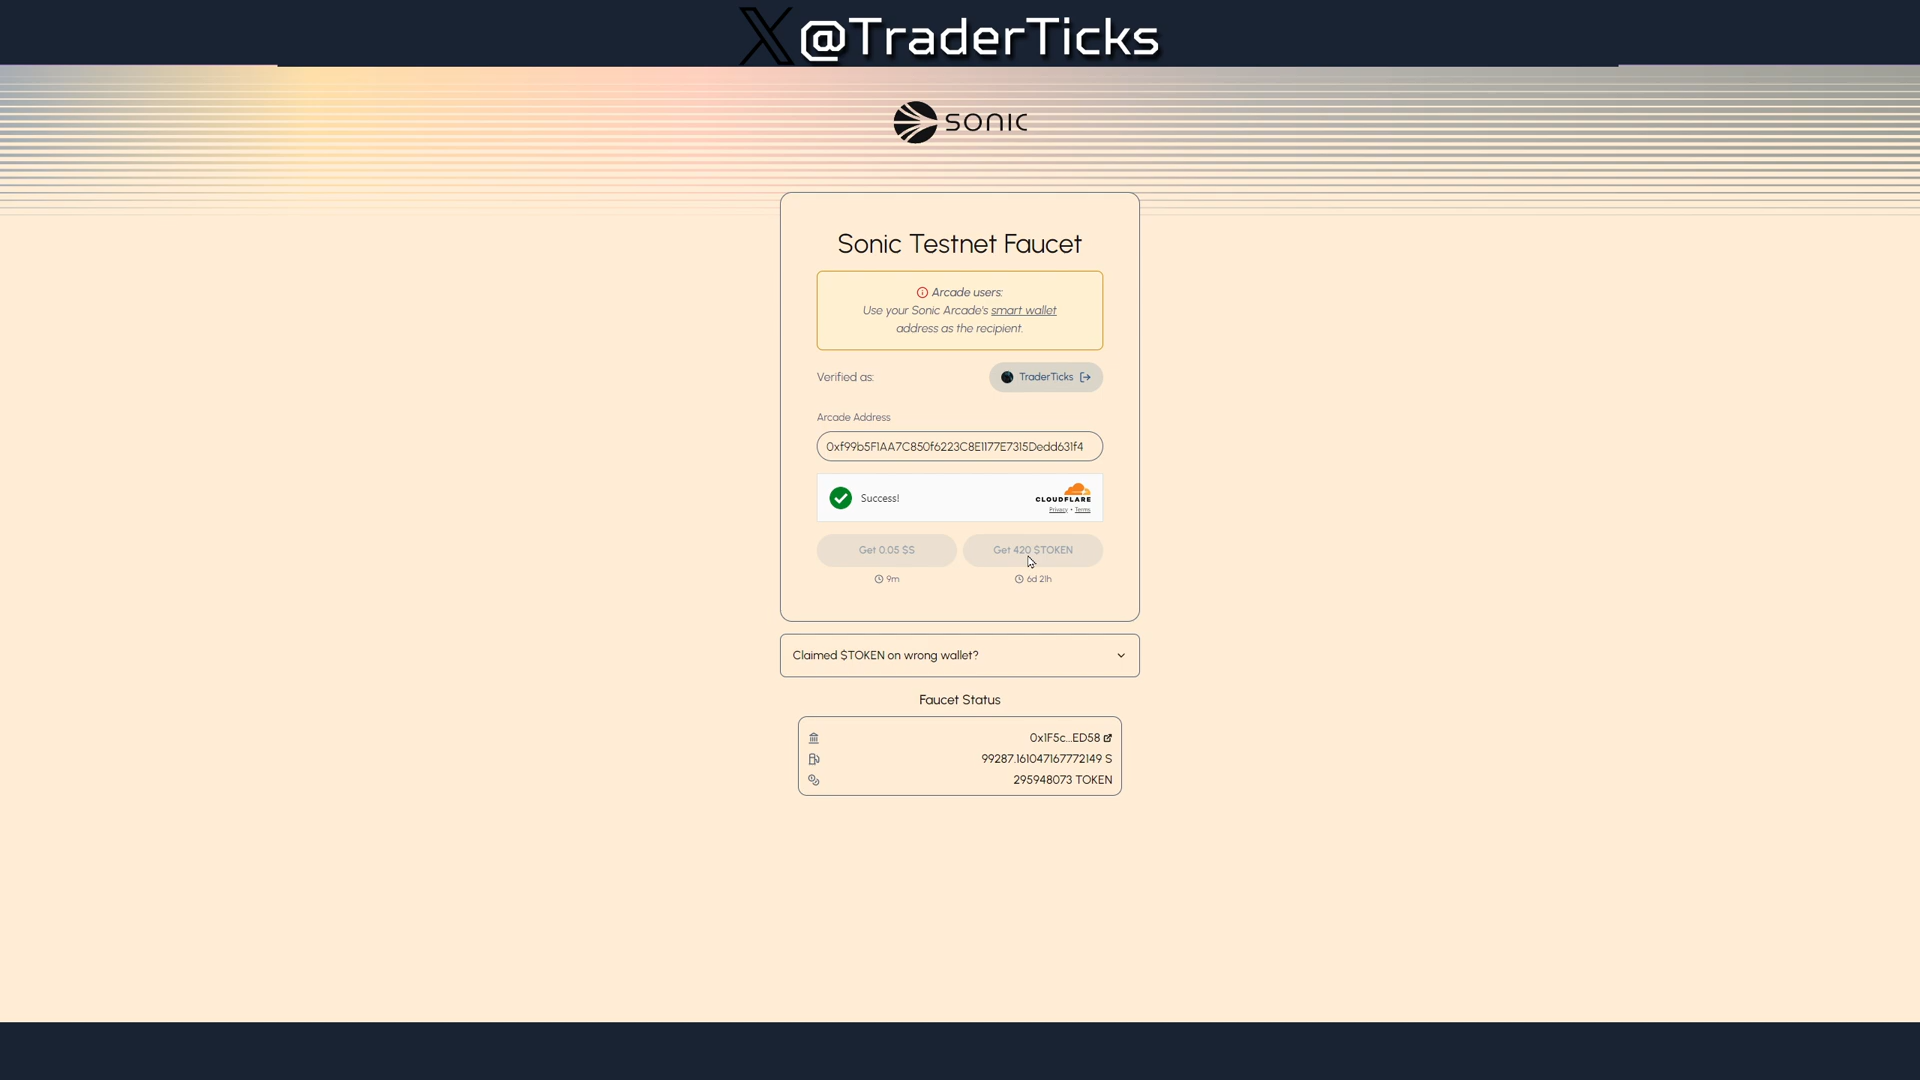 X@TraderTicks
SONIC
Sonic Testnet Faucet
Arcade users:
Use your Sonic Arcade's smart wallet
address as the recipient.
Verified as:
TraderTicks
Arcade Address
0xf99b5F1AA7C850f6223C8E1177E7315Dedd631f4
Success!
CLOUDFLARE
Privacy • Terms
Get 0.05 $S
Get 420 $TOKEN
9m
6d 21h
Claimed $TOKEN on wrong wallet?
Faucet Status
0x1F5c...ED58
99287.161047167772149 S
295948073 TOKEN